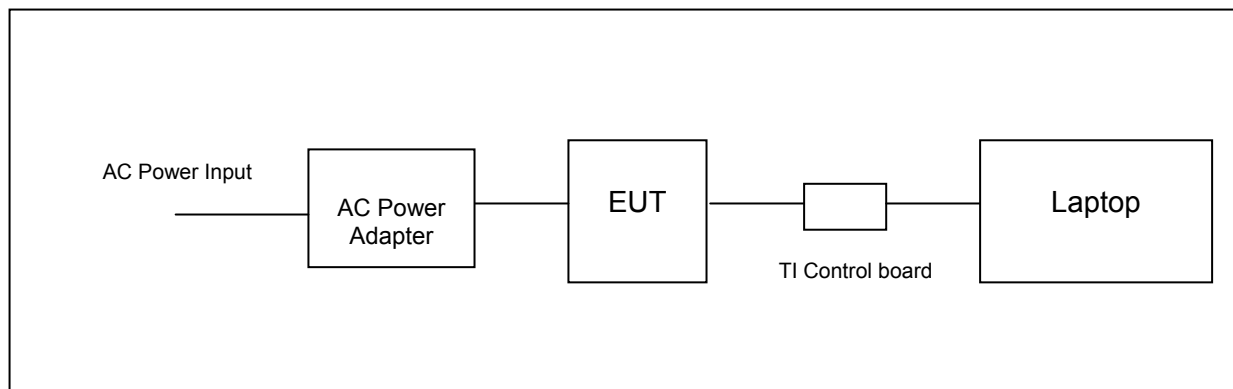 AC Power Input
AC Power
Adapter
EUT
TI Control board
Laptop